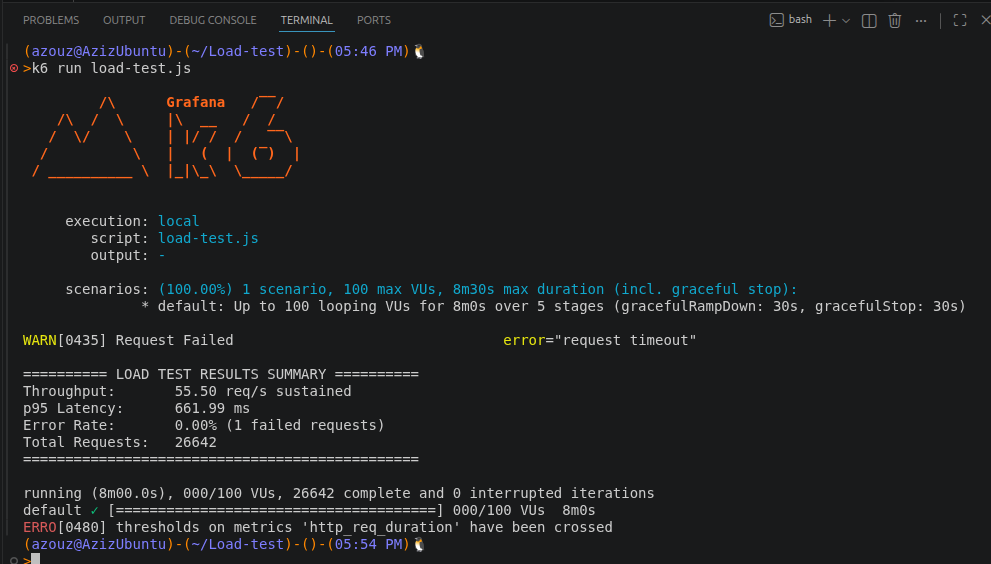 PROBLEMS OUTPUT DEBUG CONSOLE TERMINAL PORTS bash
(azouz@AzizUbuntu)-(~/Load-test)-()-(05:46 PM)🐧
>k6 run load-test.js
Grafana
execution: local
script: load-test.js
output: -
scenarios: (100.00%) 1 scenario, 100 max VUs, 8m30s max duration (incl. graceful stop):
* default: Up to 100 looping VUs for 8m0s over 5 stages (gracefulRampDown: 30s, gracefulStop: 30s)
WARN[0435] Request Failed error="request timeout"
========== LOAD TEST RESULTS SUMMARY ==========
Throughput: 55.50 req/s sustained
p95 Latency: 661.99 ms
Error Rate: 0.00% (1 failed requests)
Total Requests: 26642
===============================================
running (8m00.0s), 000/100 VUs, 26642 complete and 0 interrupted iterations
default ✓ [======================================] 000/100 VUs 8m0s
ERRO[0480] thresholds on metrics 'http_req_duration' have been crossed
(azouz@AzizUbuntu)-(~/Load-test)-()-(05:54 PM)🐧
>